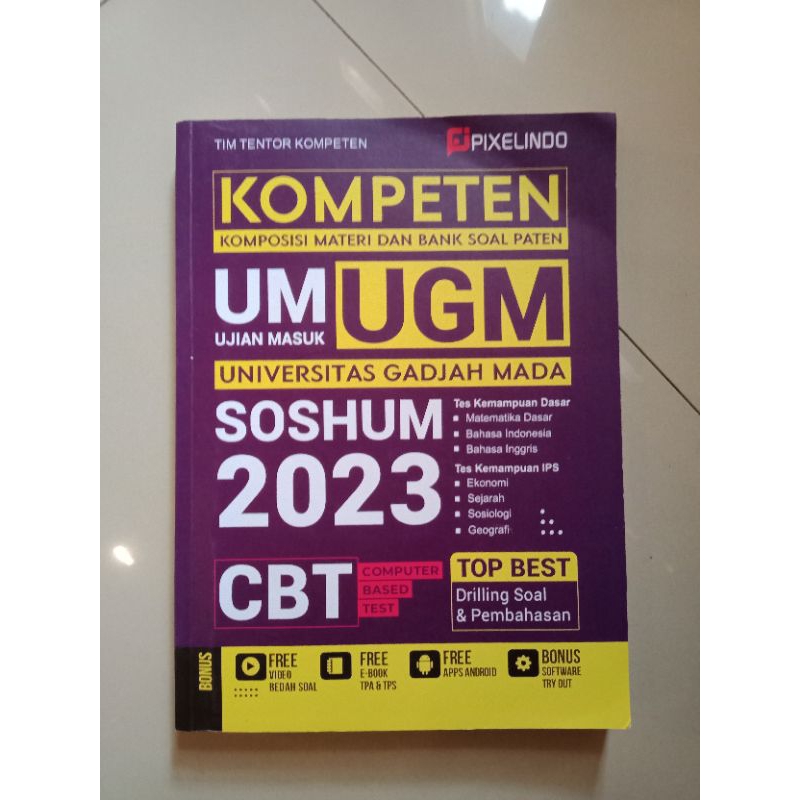 TIM TENTOR KOMPETEN
PIXELINDO
KOMPETEN
KOMPOSISI MATERI DAN BANK SOAL PATEN
UM UGM
UJIAN MASUK
UNIVERSITAS GADJAH MADA
SOSHUM
2023
Tes Kemampuan Dasar
Matematika Dasar
Bahasa Indonesia
Bahasa Inggris
Tes Kemampuan IPS
Ekonomi
Sejarah
Sosiologi
Geografi
CBT
COMPUTER
BASED
TEST
TOP BEST
Drilling Soal
& Pembahasan
BONUS
FREE
VIDEO
BEDAH SOAL
FREE
E-BOOK
TPA & TPS
FREE
APPS ANDROID
BONUS
SOFTWARE
TRY OUT